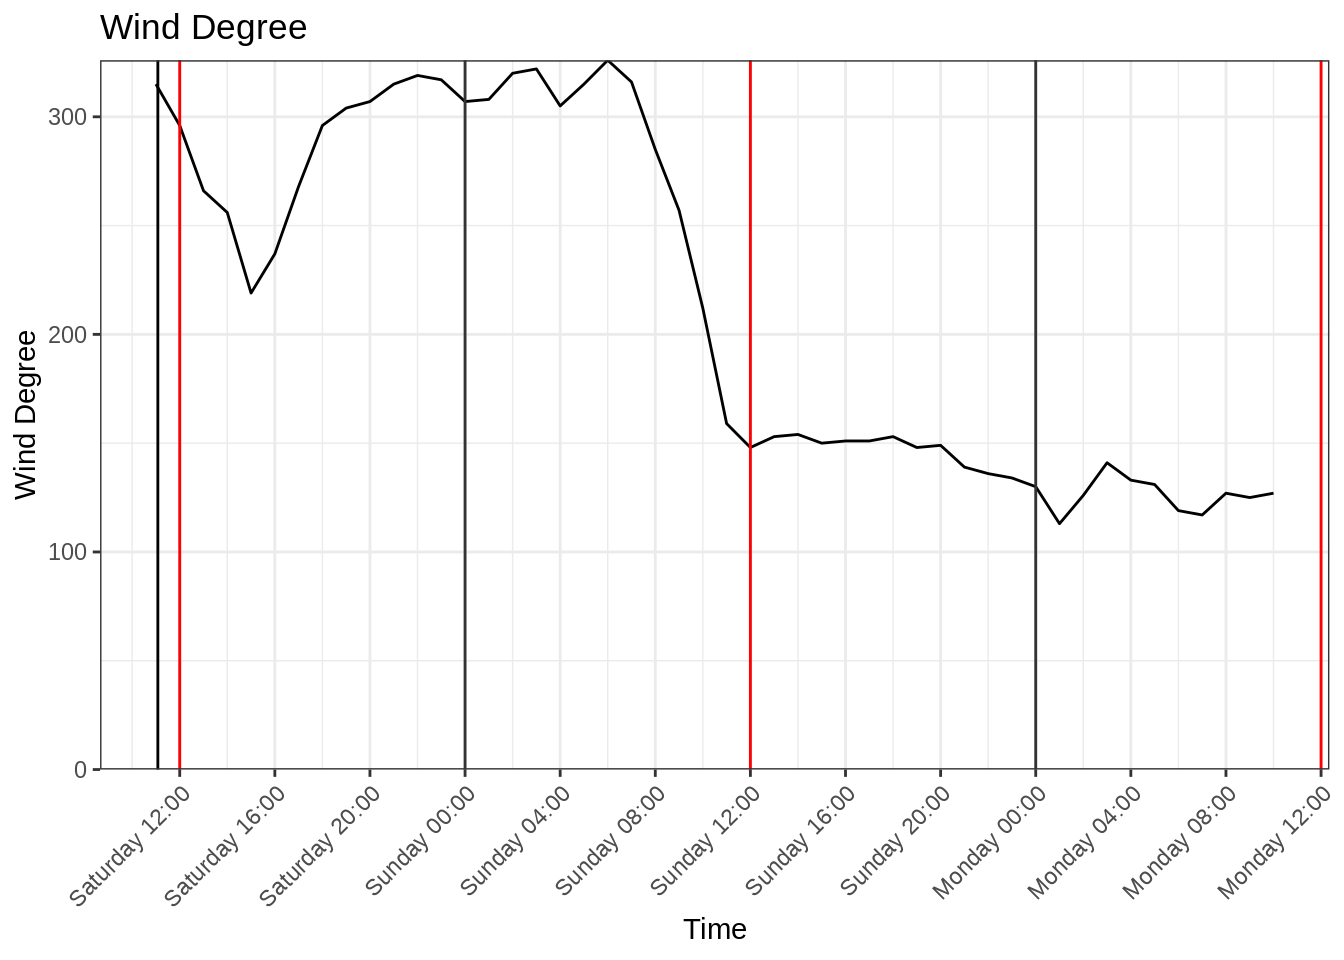 Wind Degree
Wind Degree
300
200
100
0
Saturday 12:00
Saturday 16:00
Saturday 20:00
Sunday 00:00
Sunday 04:00
Sunday 08:00
Sunday 12:00
Sunday 16:00
Sunday 20:00
Monday 00:00
Monday 04:00
Monday 08:00
Monday 12:00
Time